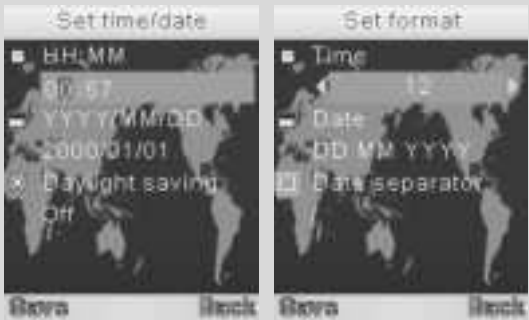 Set time/date
HH:MM
YYYY/MM/DD
2000/01/01
Daylight saving
Off
Save
Back
Set format
Time
12
Date
DD MM YYYY
Date separator
Save
Back